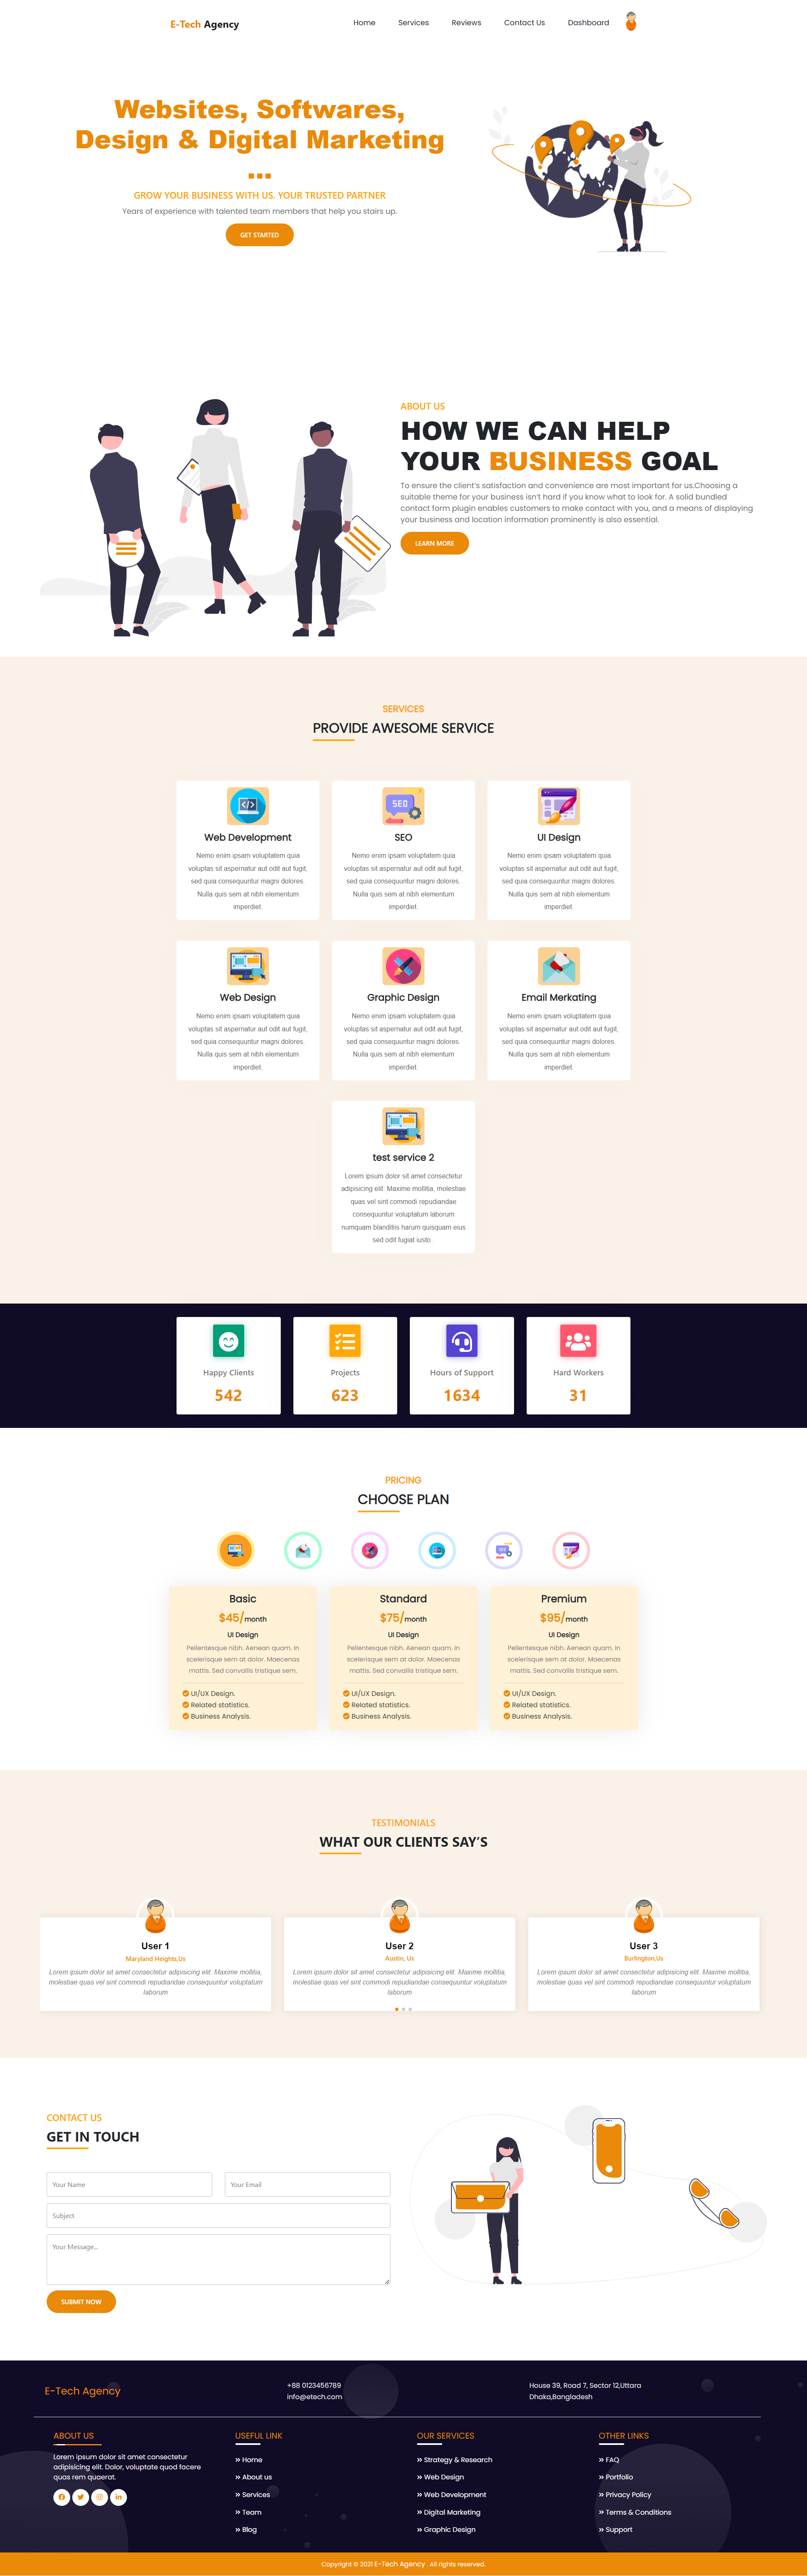 E-Tech Agency
Home Services Reviews Contact Us Dashboard
Websites, Softwares,
Design & Digital Marketing
GROW YOUR BUSINESS WITH US. YOUR TRUSTED PARTNER
Years of experience with talented team members that help you stairs up.
GET STARTED
ABOUT US
HOW WE CAN HELP
YOUR BUSINESS GOAL
To ensure the client's satisfaction and convenience are most important for us.Choosing a
suitable theme for your business isn't hard if you know what to look for. A solid bundled
contact form plugin enables customers to make contact with you, and a means of displaying
your business and location information prominently is also essential.
LEARN MORE
SERVICES
PROVIDE AWESOME SERVICE
Web Development
Nemo enim ipsam voluptatem quia
voluptas sit aspernatur aut odit aut fugit,
sed quia consequuntur magni dolores.
Nulla quis sem at nibh elementum
imperdiet.
SEO
SEO
Nemo enim ipsam voluptatem quia
voluptas sit aspernatur aut odit aut fugit,
sed quia consequuntur magni dolores.
Nulla quis sem at nibh elementum
imperdiet.
UI Design
Nemo enim ipsam voluptatem quia
voluptas sit aspernatur aut odit aut fugit,
sed quia consequuntur magni dolores.
Nulla quis sem at nibh elementum
imperdiet.
Web Design
Nemo enim ipsam voluptatem quia
voluptas sit aspernatur aut odit aut fugit,
sed quia consequuntur magni dolores.
Nulla quis sem at nibh elementum
imperdiet.
Graphic Design
Nemo enim ipsam voluptatem quia
voluptas sit aspernatur aut odit aut fugit,
sed quia consequuntur magni dolores.
Nulla quis sem at nibh elementum
imperdiet.
Email Merkating
Nemo enim ipsam voluptatem quia
voluptas sit aspernatur aut odit aut fugit,
sed quia consequuntur magni dolores.
Nulla quis sem at nibh elementum
imperdiet.
test service 2
Lorem ipsum dolor sit amet consectetur
adipisicing elit. Maxime mollitia, molestiae
quas vel sint commodi repudiandae
consequuntur voluptatum laborum
numquam blanditiis harum quisquam eius
sed odit fugiat iusto .
Happy Clients
542
Projects
623
Hours of Support
1634
Hard Workers
31
PRICING
CHOOSE PLAN
Basic
$45/month
UI Design
Pellentesque nibh. Aenean quam. In
scelerisque sem at dolor. Maecenas
mattis. Sed convallis tristique sem.
UI/UX Design.
Related statistics.
Business Analysis.
Standard
$75/month
UI Design
Pellentesque nibh. Aenean quam. In
scelerisque sem at dolor. Maecenas
mattis. Sed convallis tristique sem.
UI/UX Design.
Related statistics.
Business Analysis.
Premium
$95/month
UI Design
Pellentesque nibh. Aenean quam. In
scelerisque sem at dolor. Maecenas
mattis. Sed convallis tristique sem.
UI/UX Design.
Related statistics.
Business Analysis.
TESTIMONIALS
WHAT OUR CLIENTS SAY'S
User 1
Maryland Heights,Us
Lorem ipsum dolor sit amet consectetur adipisicing elit. Maxime mollitia,
molestiae quas vel sint commodi repudiandae consequuntur voluptatum
laborum
User 2
Austin, Us
Lorem ipsum dolor sit amet consectetur adipisicing elit. Maxime mollitia,
molestiae quas vel sint commodi repudiandae consequuntur voluptatum
laborum
User 3
Burlington,Us
Lorem ipsum dolor sit amet consectetur adipisicing elit. Maxime mollitia,
molestiae quas vel sint commodi repudiandae consequuntur voluptatum
laborum
CONTACT US
GET IN TOUCH
Your Name Your Email
Subject
Your Message...
SUBMIT NOW
E-Tech Agency
+88 0123456789
info@etech.com
House 39, Road 7, Sector 12,Uttara
Dhaka,Bangladesh
ABOUT US
Lorem ipsum dolor sit amet consectetur
adipisicing elit. Dolor, voluptate quod facere
quas rem quaerat.
USEFUL LINK
» Home
» About us
» Services
» Team
» Blog
OUR SERVICES
» Strategy & Research
» Web Design
» Web Development
» Digital Marketing
» Graphic Design
OTHER LINKS
» FAQ
» Portfolio
» Privacy Policy
» Terms & Conditions
» Support
Copyright © 2021 E-Tech Agency . All rights reserved.